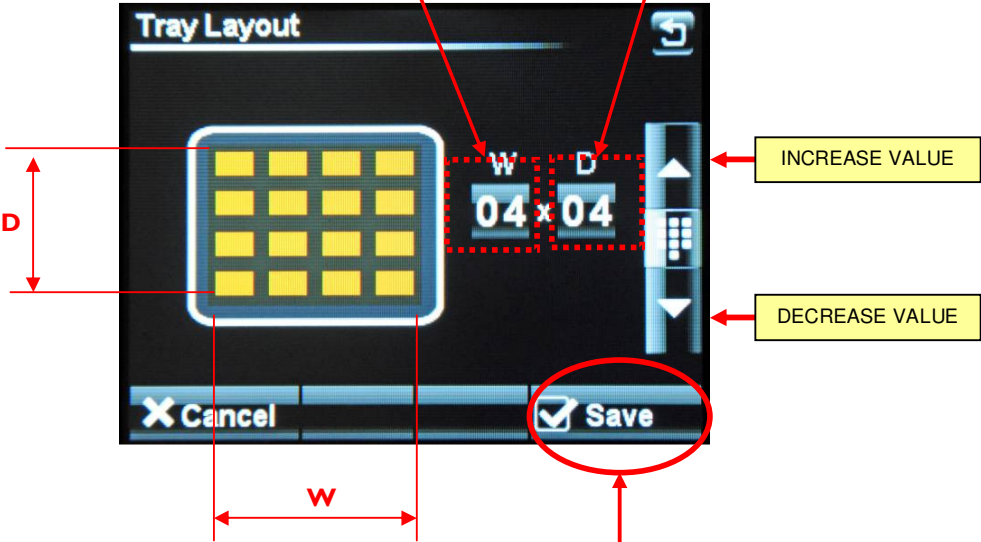 Tray Layout
INCREASE VALUE
W D
04 x 04
D
DECREASE VALUE
Cancel
Save
W